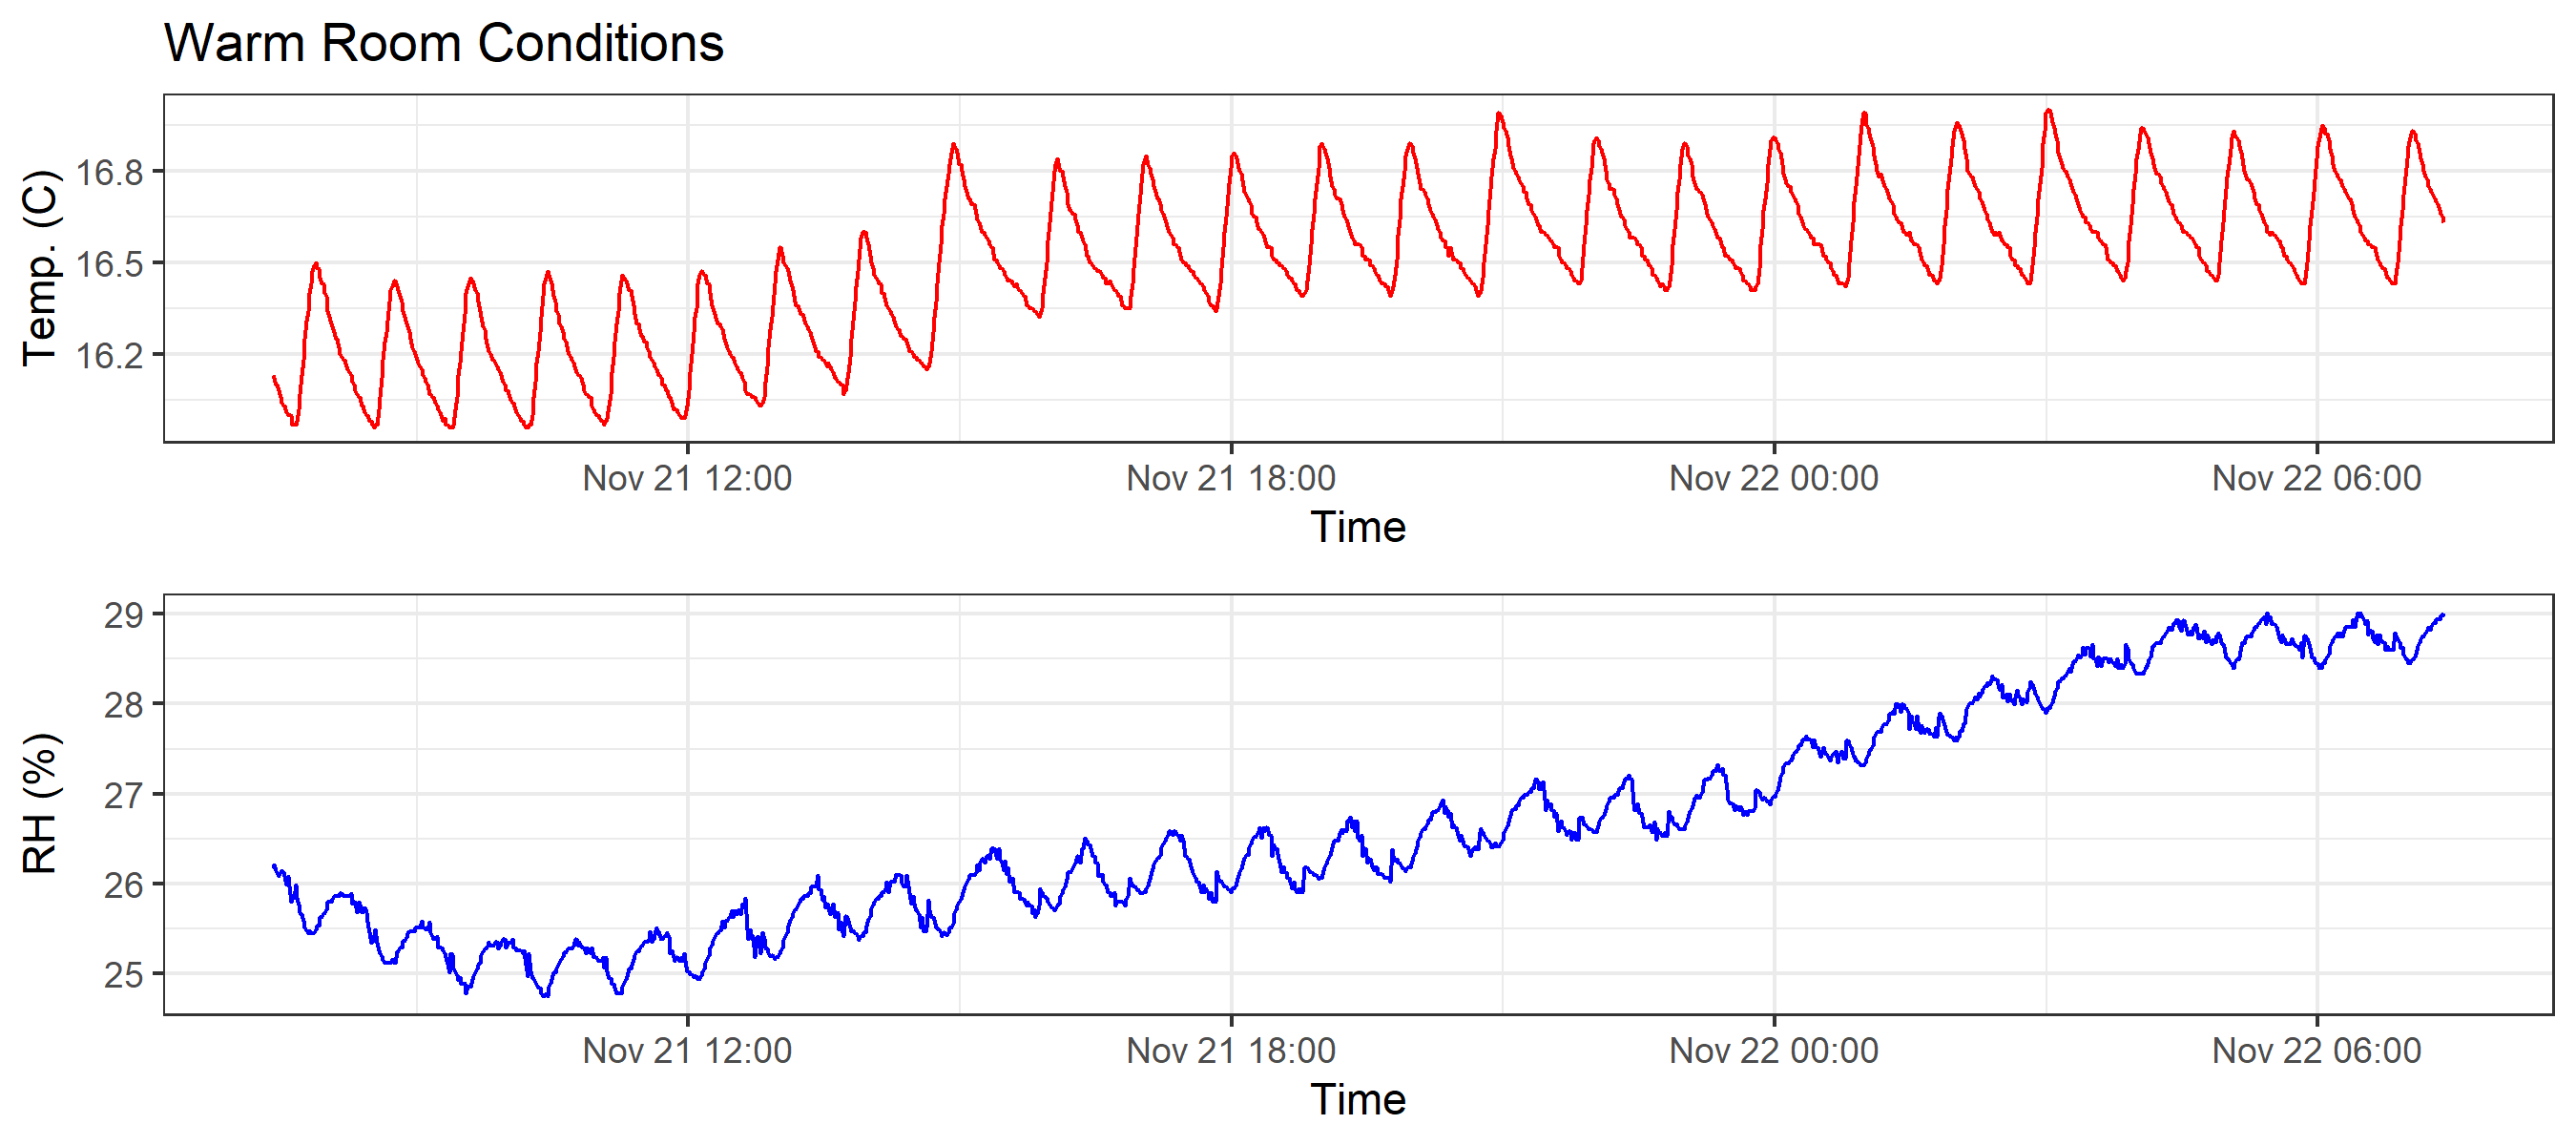 Warm Room Conditions
Temp. (C)
16.8
16.5
16.2
Nov 21 12:00 Nov 21 18:00 Nov 22 00:00 Nov 22 06:00
Time
RH (%)
29
28
27
26
25
Nov 21 12:00 Nov 21 18:00 Nov 22 00:00 Nov 22 06:00
Time